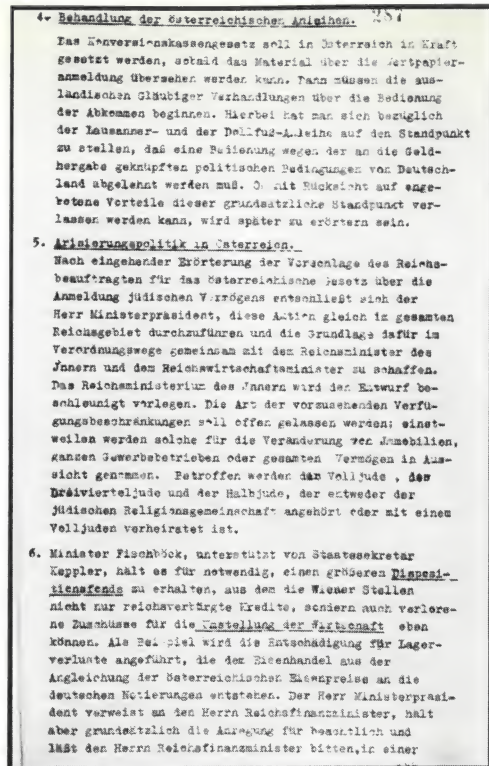 4. Behandlung der österreichischen Anleihen. 287
Das Konversionskassengesetz soll in Österreich in Kraft
gesetzt werden, sobald das Material über die Wertpapier-
anmeldung übersehen werden kann. Dann müssen die aus-
ländischen Gläubiger Verhandlungen über die Bedienung
der Abkommen beginnen. Hierbei hat man sich bezüglich
der Lausanner- und der Dollfuß-Anleihe auf den Standpunkt
zu stellen, daß eine Bedienung wegen der an die Geld-
hergabe geknüpften politischen Bedingungen von Deutsch-
land abgelehnt werden muß. Ob mit Rücksicht auf ange-
botene Vorteile dieser grundsätzliche Standpunkt ver-
lassen werden kann, wird später zu erörtern sein.
5. Arisierungspolitik in Österreich.
Nach eingehender Erörterung der Vorschläge des Reichs-
beauftragten für das österreichische Gesetz über die
Anmeldung jüdischen Vermögens entschließt sich der
Herr Ministerpräsident, diese Aktion gleich im gesamten
Reichsgebiet durchzuführen und die Grundlage dafür im
Verordnungswege gemeinsam mit dem Reichsminister des
Jnnern und dem Reichswirtschaftsminister zu schaffen.
Das Reichsministerium des Jnnern wird den Entwurf be-
schleunigt vorlegen. Die Art der vorzusehenden Verfü-
gungsbeschränkungen soll offen gelassen werden; einst-
weilen werden solche für die Veränderung von Jmmobilien,
ganzen Gewerbebetrieben oder gesamten Vermögen in Aus-
sicht genommen. Betroffen werden der Volljude, der
Dreivierteljude und der Halbjude, der entweder der
jüdischen Religionsgemeinschaft angehört oder mit einem
Volljuden verheiratet ist.
6. Minister Fischböck, unterstützt von Staatssekretär
Keppler, hält es für notwendig, einen größeren Disposi-
tionsfonds zu erhalten, aus dem die Wiener Stellen
nicht nur reichsverbürgte Kredite, sondern auch verlore-
ne Zuschüsse für die Umstellung der Wirtschaft eben
können. Als Beispiel wird die Entschädigung für Lager-
verluste angeführt, die dem Eisenhandel aus der
Angleichung der österreichischen Eisenpreise an die
deutschen Notierungen entstehen. Der Herr Ministerpräsi-
dent verweist an den Herrn Reichsfinanzminister, hält
aber grundsätzlich die Anregung für beachtlich und
läßt den Herrn Reichsfinanzminister bitten, in einer